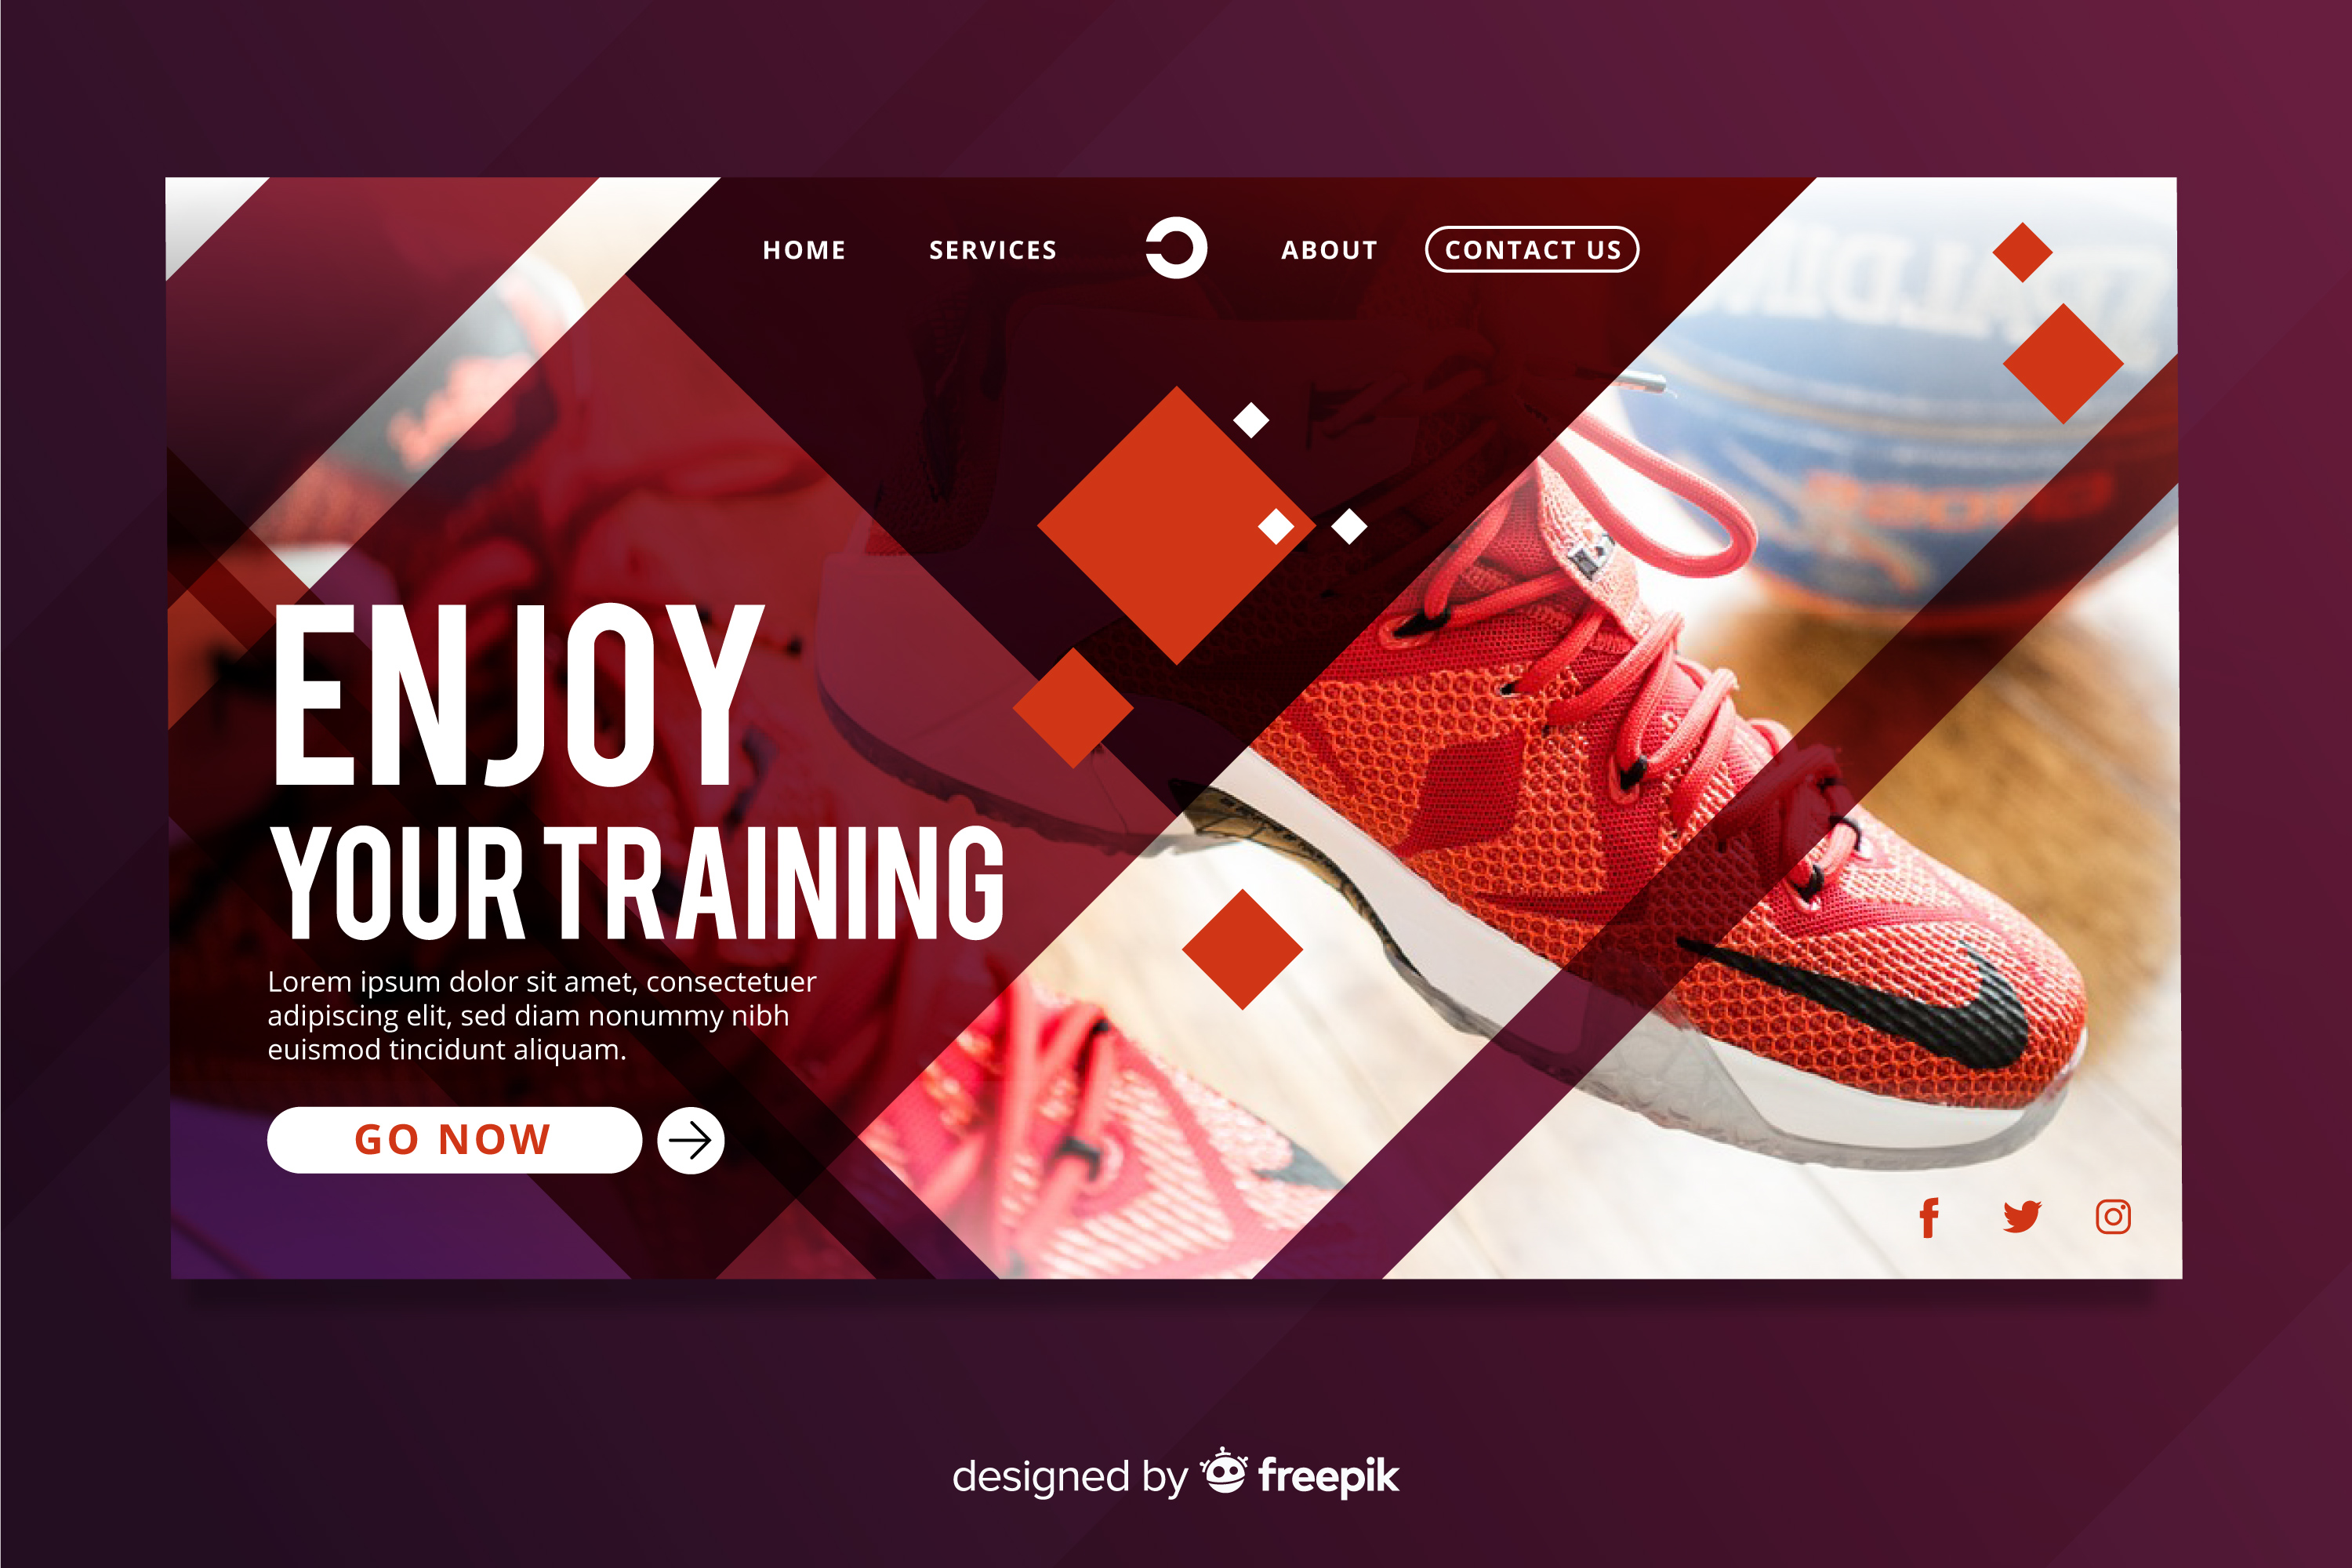 HOME SERVICES ABOUT CONTACT US
ENJOY
YOUR TRAINING
Lorem ipsum dolor sit amet, consectetuer
adipiscing elit, sed diam nonummy nibh
euismod tincidunt aliquam.
GO NOW
designed by freepik